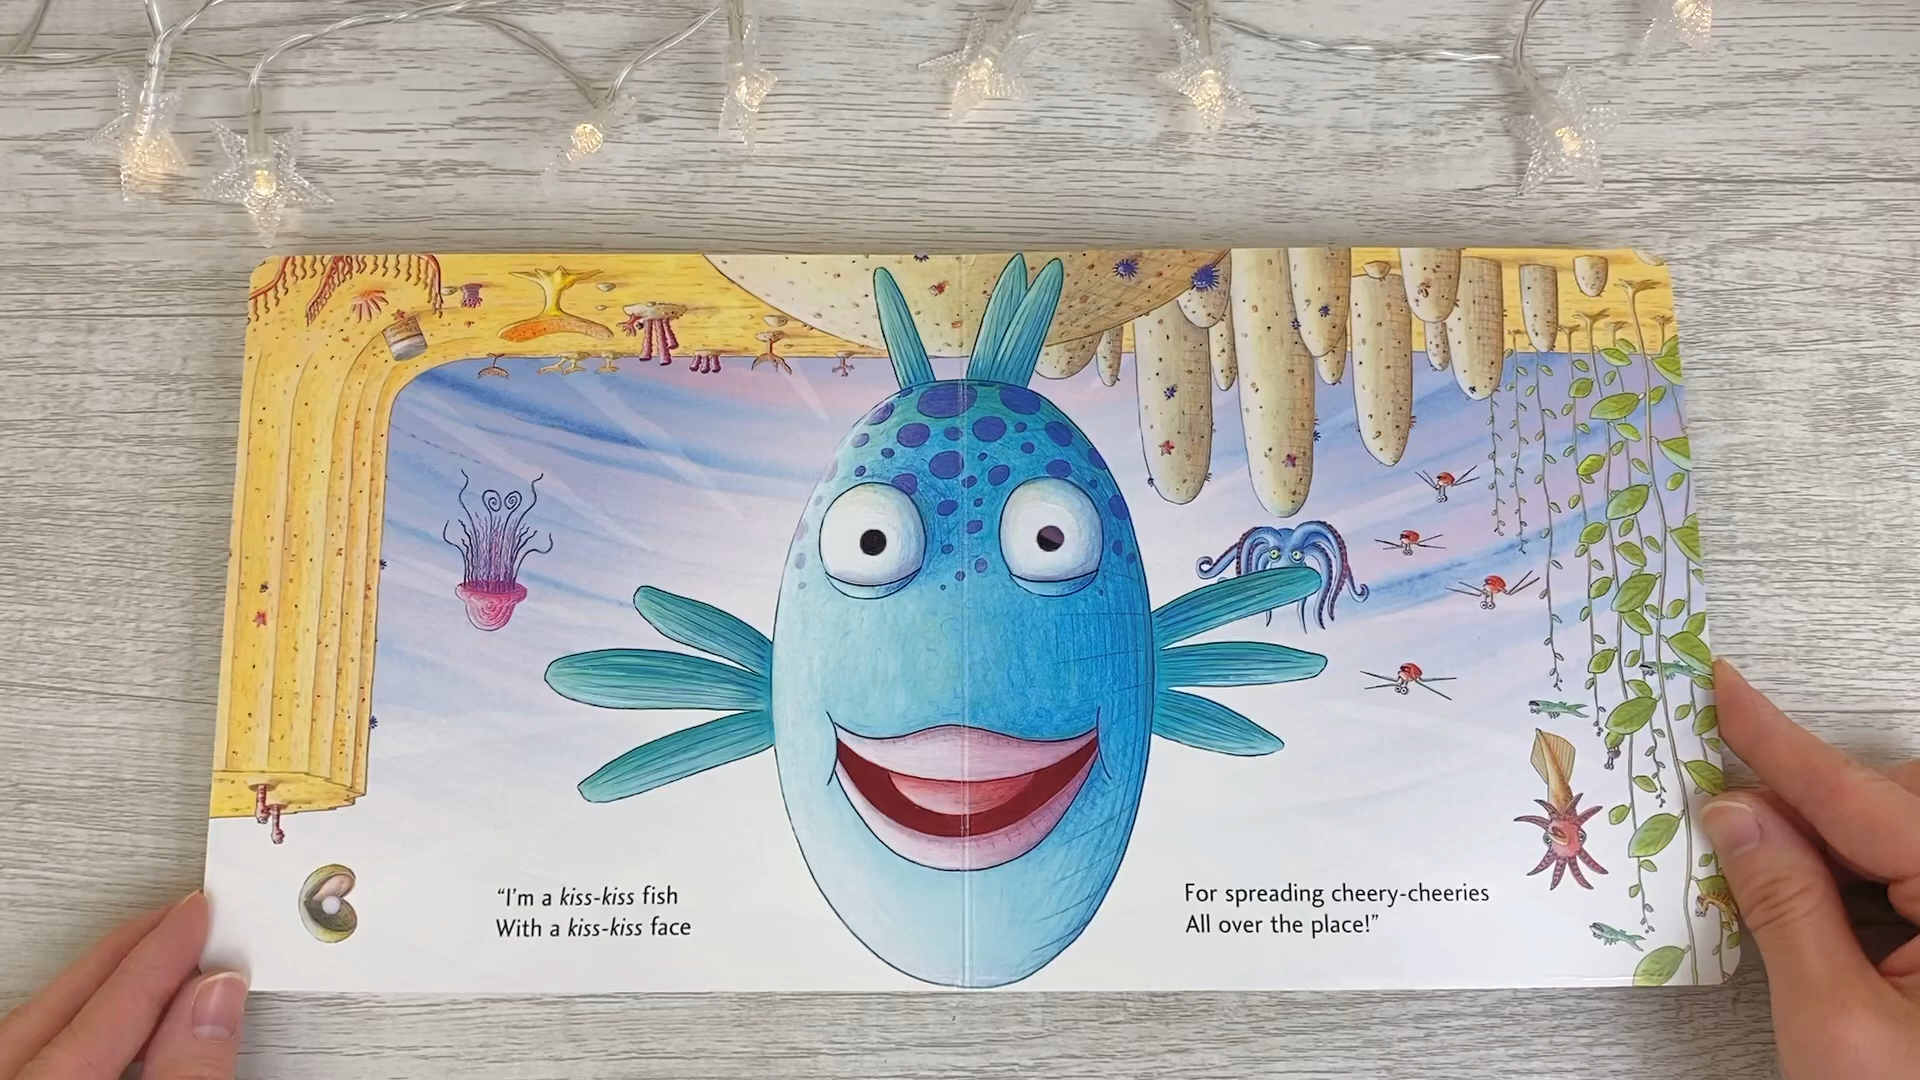 “I’m a kiss-kiss fish
With a kiss-kiss face
For spreading cheery-cheeries
All over the place!”